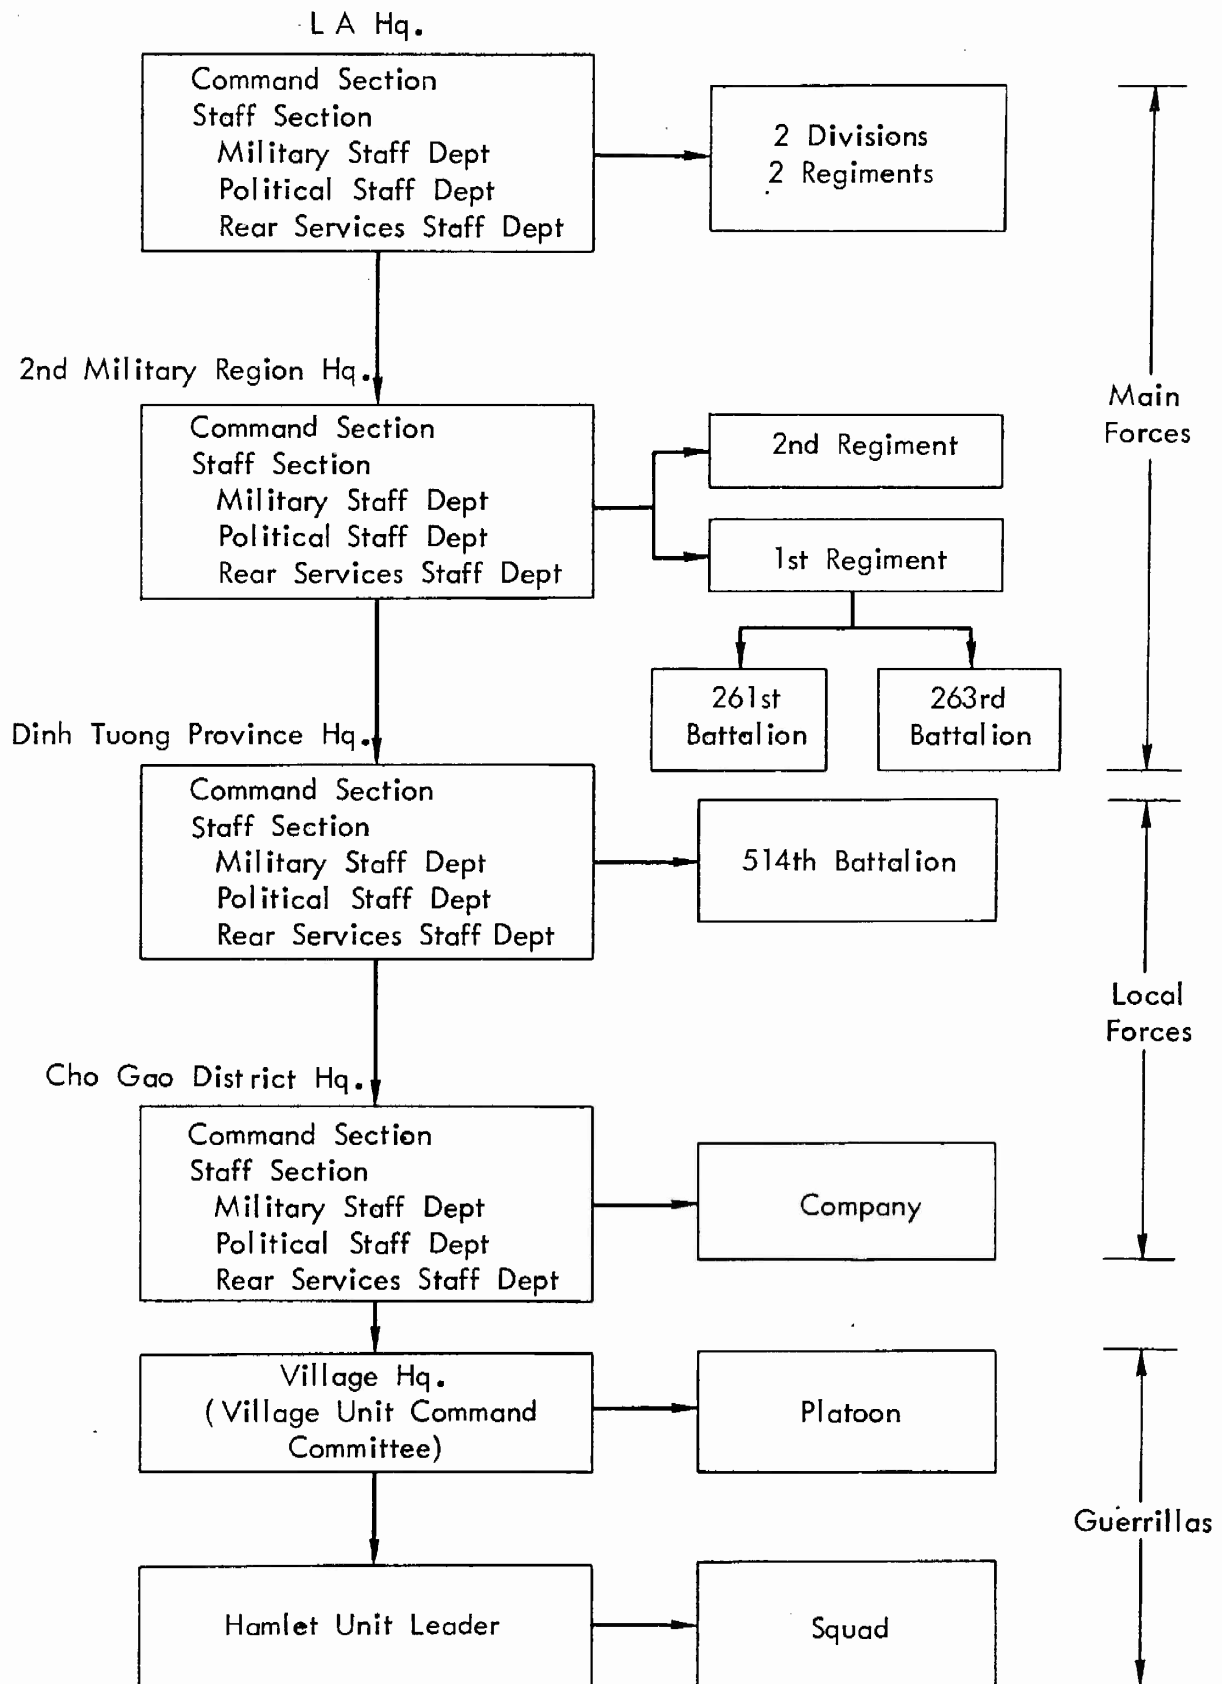 L A Hq.
Command Section
Staff Section
Military Staff Dept
Political Staff Dept
Rear Services Staff Dept
2 Divisions
2 Regiments
2nd Military Region Hq.
Command Section
Staff Section
Military Staff Dept
Political Staff Dept
Rear Services Staff Dept
2nd Regiment
1st Regiment
261st
Battalion
263rd
Battalion
Main
Forces
Dinh Tuong Province Hq.
Command Section
Staff Section
Military Staff Dept
Political Staff Dept
Rear Services Staff Dept
514th Battalion
Cho Gao District Hq.
Command Section
Staff Section
Military Staff Dept
Political Staff Dept
Rear Services Staff Dept
Company
Local
Forces
Village Hq.
(Village Unit Command
Committee)
Platoon
Hamlet Unit Leader
Squad
Guerrillas